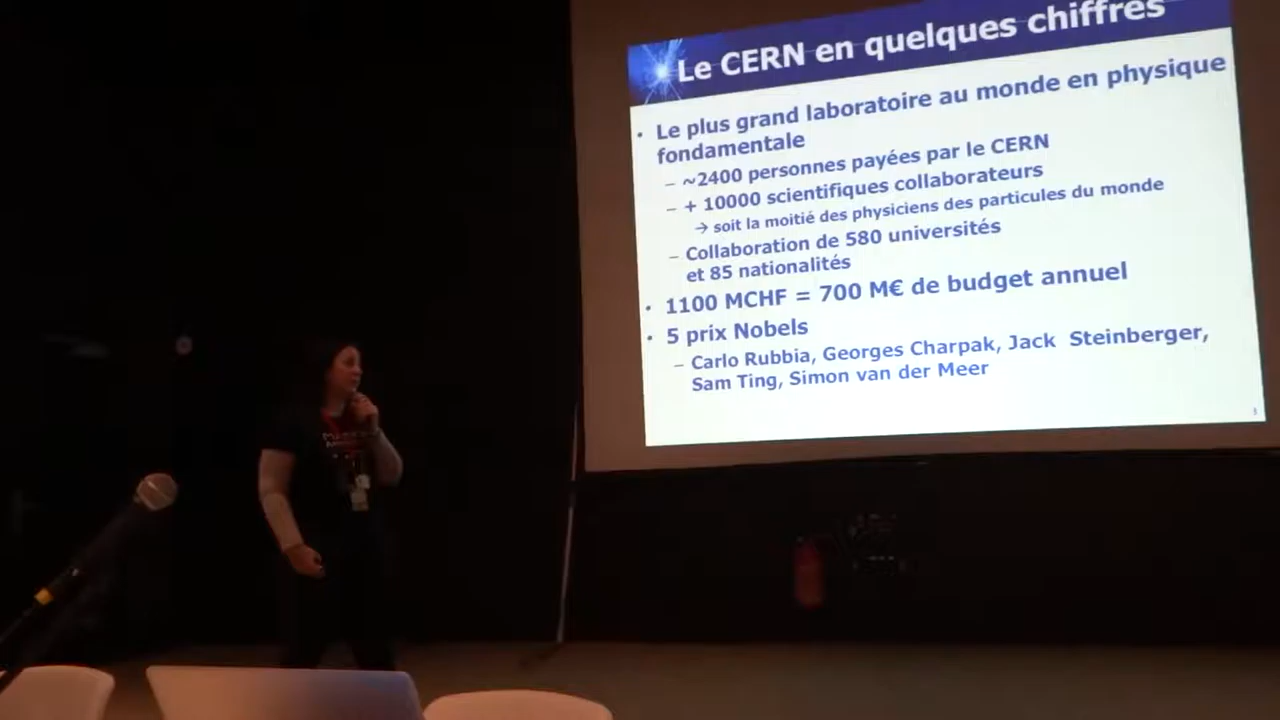 Le CERN en quelques chiffres
• Le plus grand laboratoire au monde en physique
fondamentale
– ~2400 personnes payées par le CERN
– + 10000 scientifiques collaborateurs
→ soit la moitié des physiciens des particules du monde
– Collaboration de 580 universités
et 85 nationalités
• 1100 MCHF = 700 M€ de budget annuel
• 5 prix Nobels
– Carlo Rubbia, Georges Charpak, Jack Steinberger,
Sam Ting, Simon van der Meer